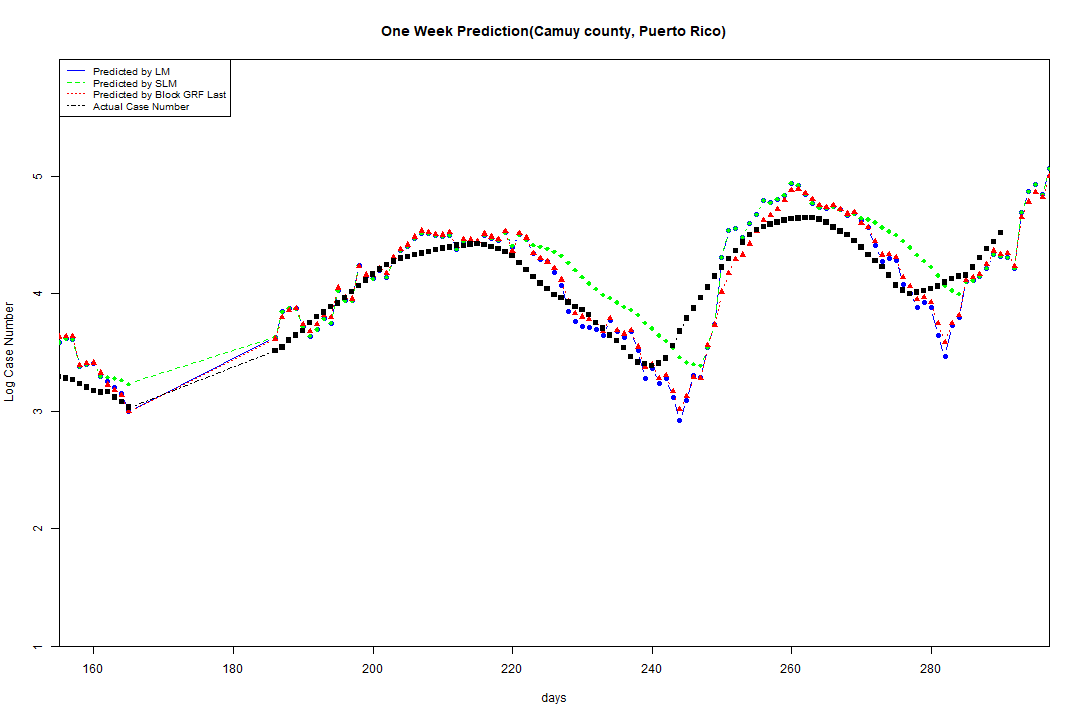 One Week Prediction(Camuy county, Puerto Rico)
Predicted by LM
Predicted by SLM
Predicted by Block GRF Last
Actual Case Number
Log Case Number
5
4
3
2
1
160 180 200 220 240 260 280
days